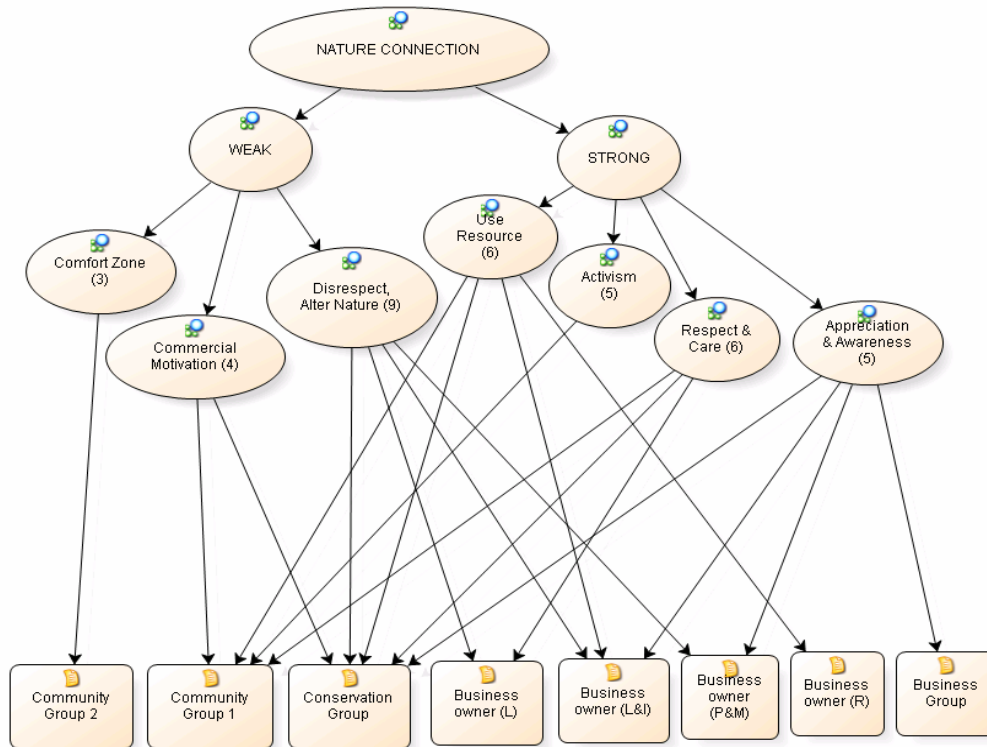 NATURE CONNECTION
WEAK
STRONG
Comfort Zone
(3)
Commercial
Motivation (4)
Disrespect,
Alter Nature (9)
Use
Resource
(6)
Activism
(5)
Respect &
Care (6)
Appreciation
& Awareness
(5)
Community
Group 2
Community
Group 1
Conservation
Group
Business
owner (L)
Business
owner (L&I)
Business
owner
(P&M)
Business
owner (R)
Business
Group